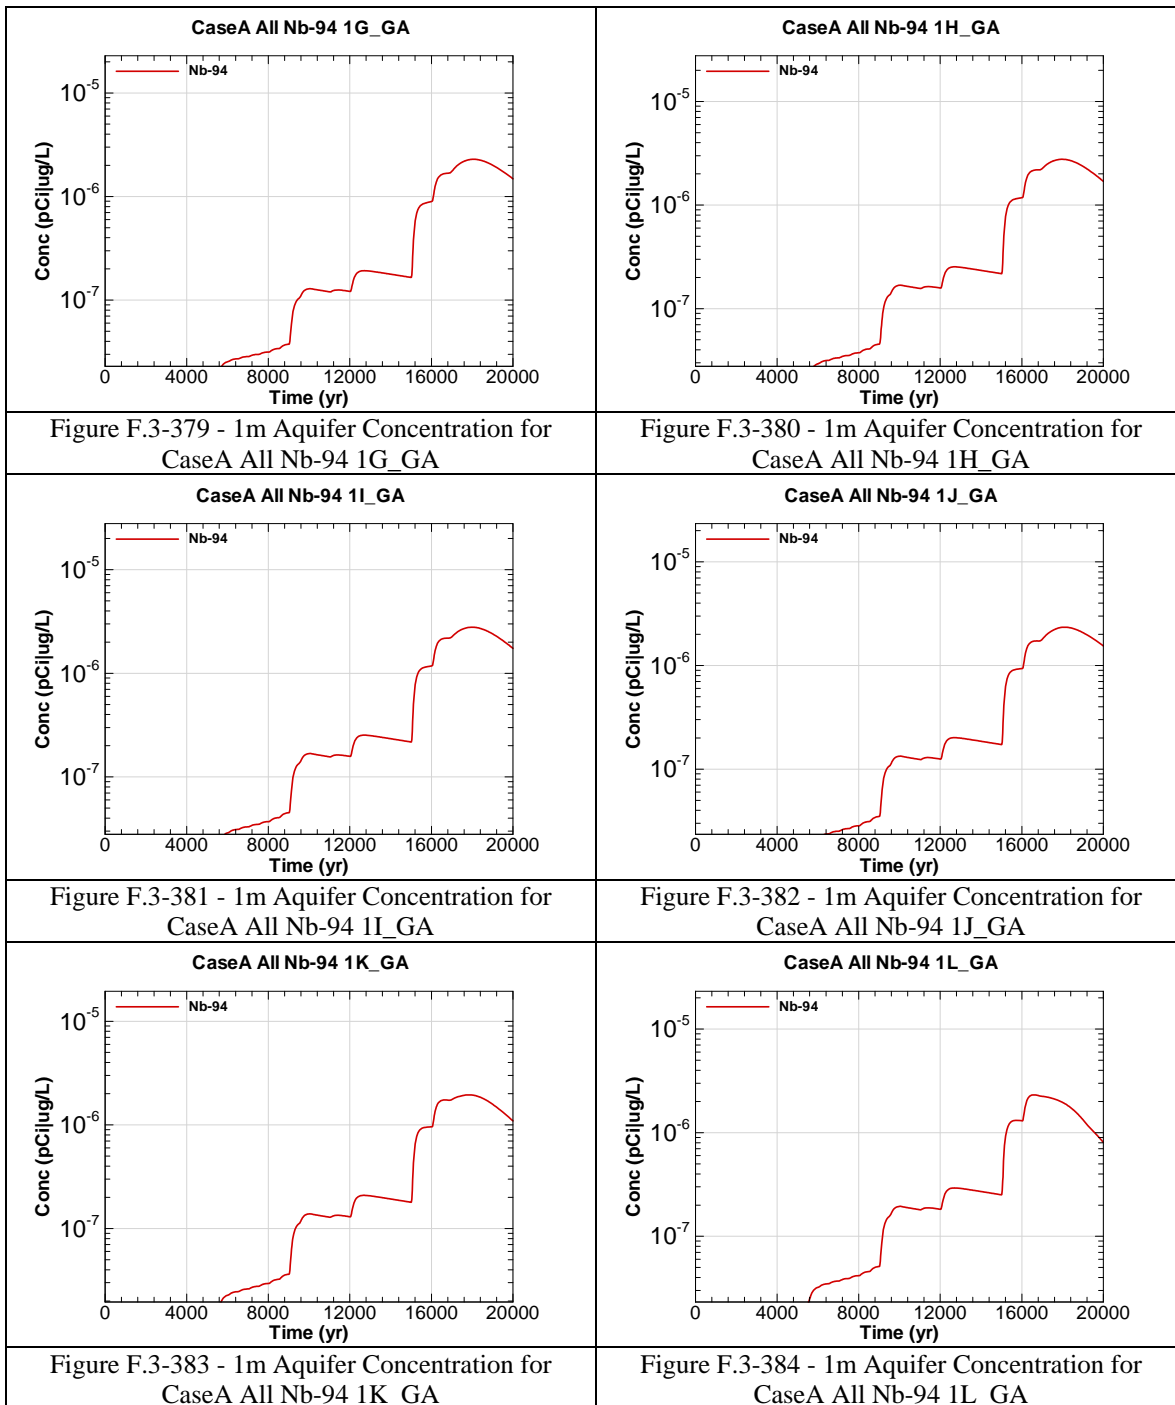 CaseA All Nb-94 1G_GA
Nb-94
10-5
10-6
10-7
Conc (pCi|ug/L)
0 4000 8000 12000 16000 20000
Time (yr)
Figure F.3-379 - 1m Aquifer Concentration for
CaseA All Nb-94 1G_GA
CaseA All Nb-94 1H_GA
Nb-94
10-5
10-6
10-7
Conc (pCi|ug/L)
0 4000 8000 12000 16000 20000
Time (yr)
Figure F.3-380 - 1m Aquifer Concentration for
CaseA All Nb-94 1H_GA
CaseA All Nb-94 1I_GA
Nb-94
10-5
10-6
10-7
Conc (pCi|ug/L)
0 4000 8000 12000 16000 20000
Time (yr)
Figure F.3-381 - 1m Aquifer Concentration for
CaseA All Nb-94 1I_GA
CaseA All Nb-94 1J_GA
Nb-94
10-5
10-6
10-7
Conc (pCi|ug/L)
0 4000 8000 12000 16000 20000
Time (yr)
Figure F.3-382 - 1m Aquifer Concentration for
CaseA All Nb-94 1J_GA
CaseA All Nb-94 1K_GA
Nb-94
10-5
10-6
10-7
Conc (pCi|ug/L)
0 4000 8000 12000 16000 20000
Time (yr)
Figure F.3-383 - 1m Aquifer Concentration for
CaseA All Nb-94 1K_GA
CaseA All Nb-94 1L_GA
Nb-94
10-5
10-6
10-7
Conc (pCi|ug/L)
0 4000 8000 12000 16000 20000
Time (yr)
Figure F.3-384 - 1m Aquifer Concentration for
CaseA All Nb-94 1L_GA